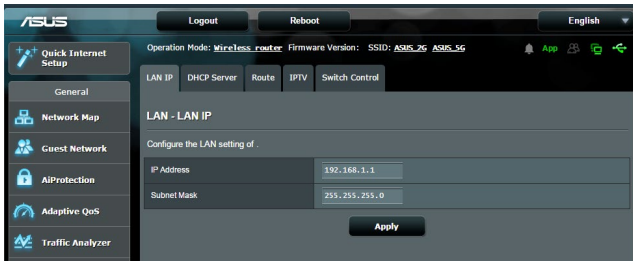 ASUS Logout Reboot English
Quick Internet Setup
Operation Mode: Wireless router Firmware Version: SSID: ASUS_2G ASUS_5G
App
General
Network Map
Guest Network
AiProtection
Adaptive QoS
Traffic Analyzer
LAN IP DHCP Server Route IPTV Switch Control
LAN - LAN IP
Configure the LAN setting of .
IP Address 192.168.1.1
Subnet Mask 255.255.255.0
Apply